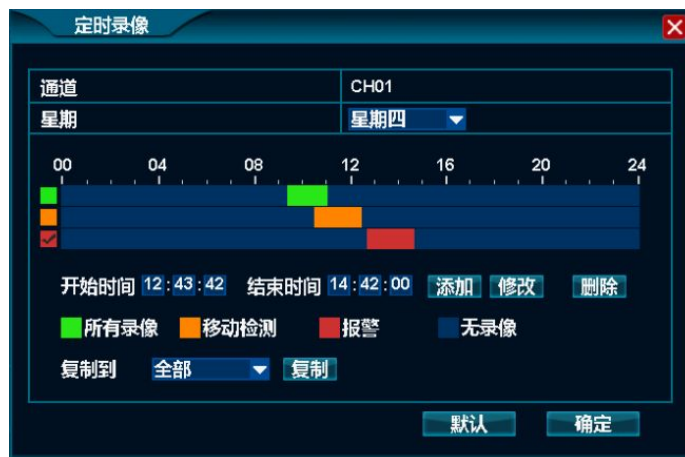 定时录像
通道 CH01
星期 星期四
00 04 08 12 16 20 24
开始时间 12:43:42 结束时间 14:42:00 添加 修改 删除
所有录像 移动检测 报警 无录像
复制到 全部 复制
默认 确定